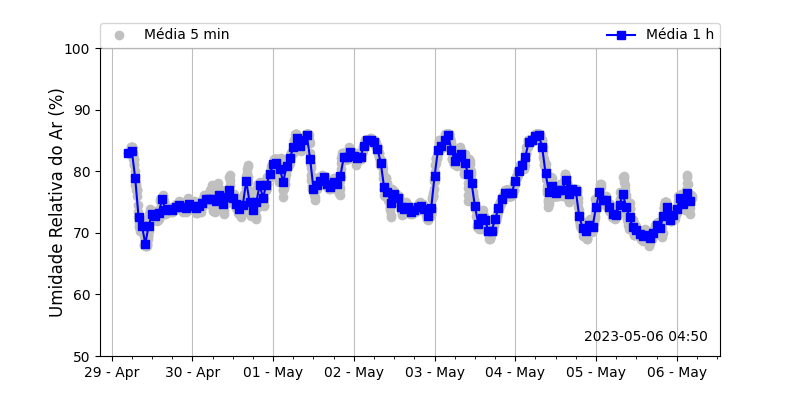 Média 5 min Média 1 h
Umidade Relativa do Ar (%)
100
90
80
70
60
50
2023-05-06 04:50
29 - Apr 30 - Apr 01 - May 02 - May 03 - May 04 - May 05 - May 06 - May